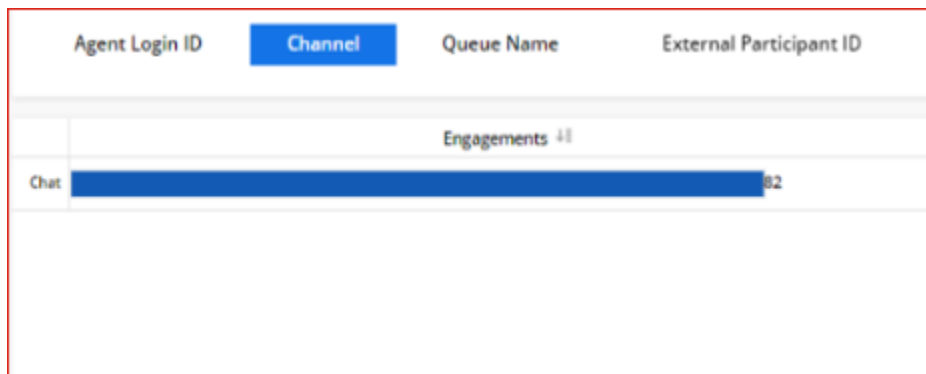 Agent Login ID Channel Queue Name External Participant ID
Engagements
Chat 82